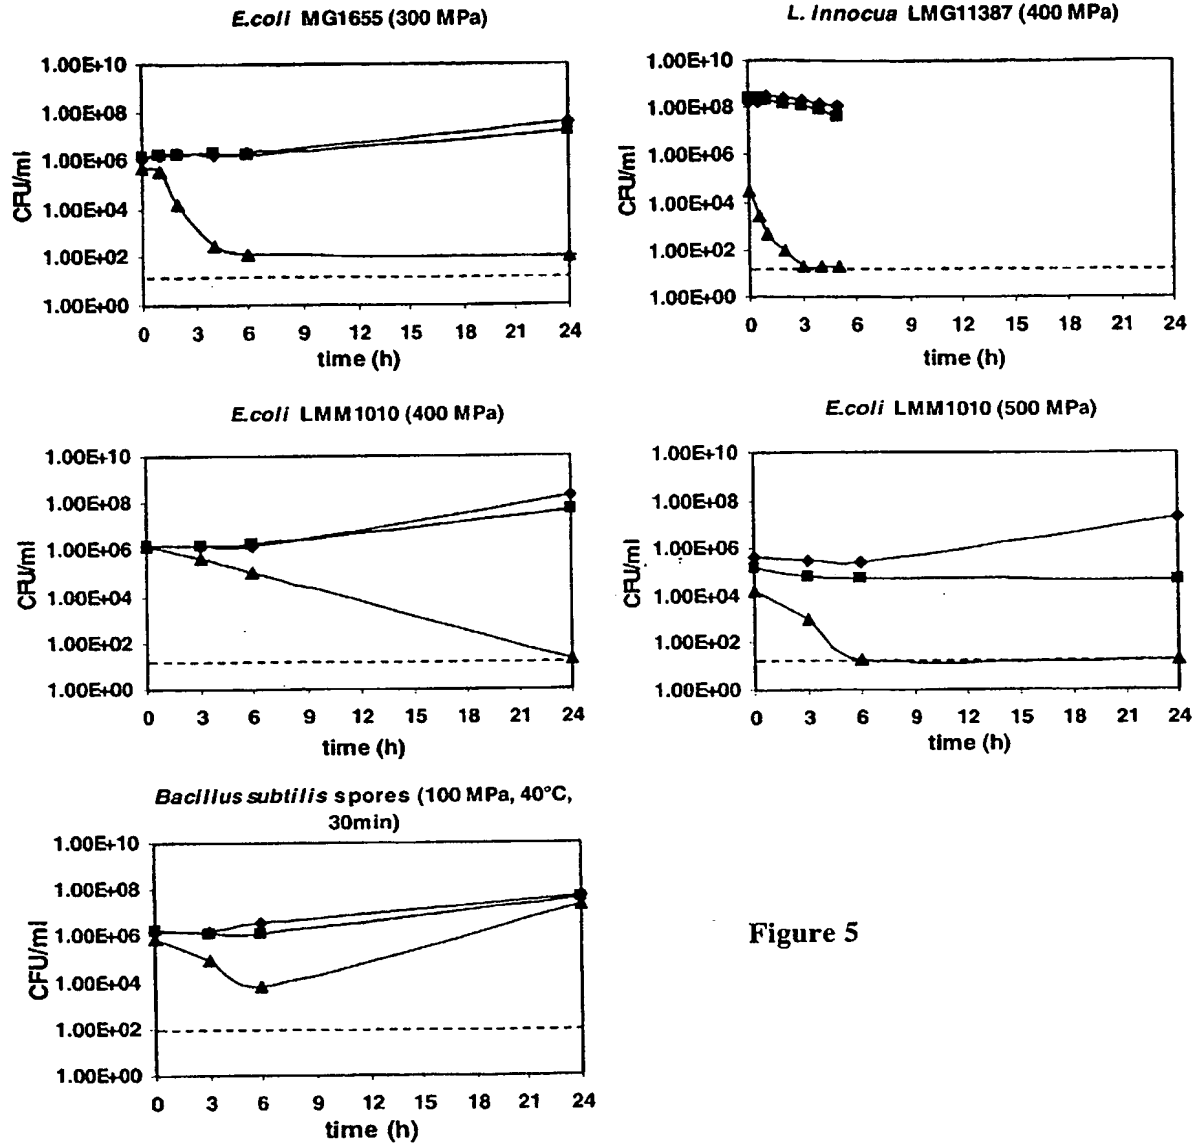 E.coli MG1655 (300 MPa)
1.00E+10
1.00E+08
1.00E+06
1.00E+04
1.00E+02
1.00E+00
CFU/ml
0 3 6 9 12 15 18 21 24
time (h)
L. Innocua LMG11387 (400 MPa)
1.00E+10
1.00E+08
1.00E+06
1.00E+04
1.00E+02
1.00E+00
CFU/ml
0 3 6 9 12 15 18 21 24
time (h)
E.coli LMM1010 (400 MPa)
1.00E+10
1.00E+08
1.00E+06
1.00E+04
1.00E+02
1.00E+00
CFU/ml
0 3 6 9 12 15 18 21 24
time (h)
E.coli LMM1010 (500 MPa)
1.00E+10
1.00E+08
1.00E+06
1.00E+04
1.00E+02
1.00E+00
CFU/ml
0 3 6 9 12 15 18 21 24
time (h)
Bacillus subtilis spores (100 MPa, 40°C,
30min)
1.00E+10
1.00E+08
1.00E+06
1.00E+04
1.00E+02
1.00E+00
CFU/ml
0 3 6 9 12 15 18 21 24
time (h)
Figure 5